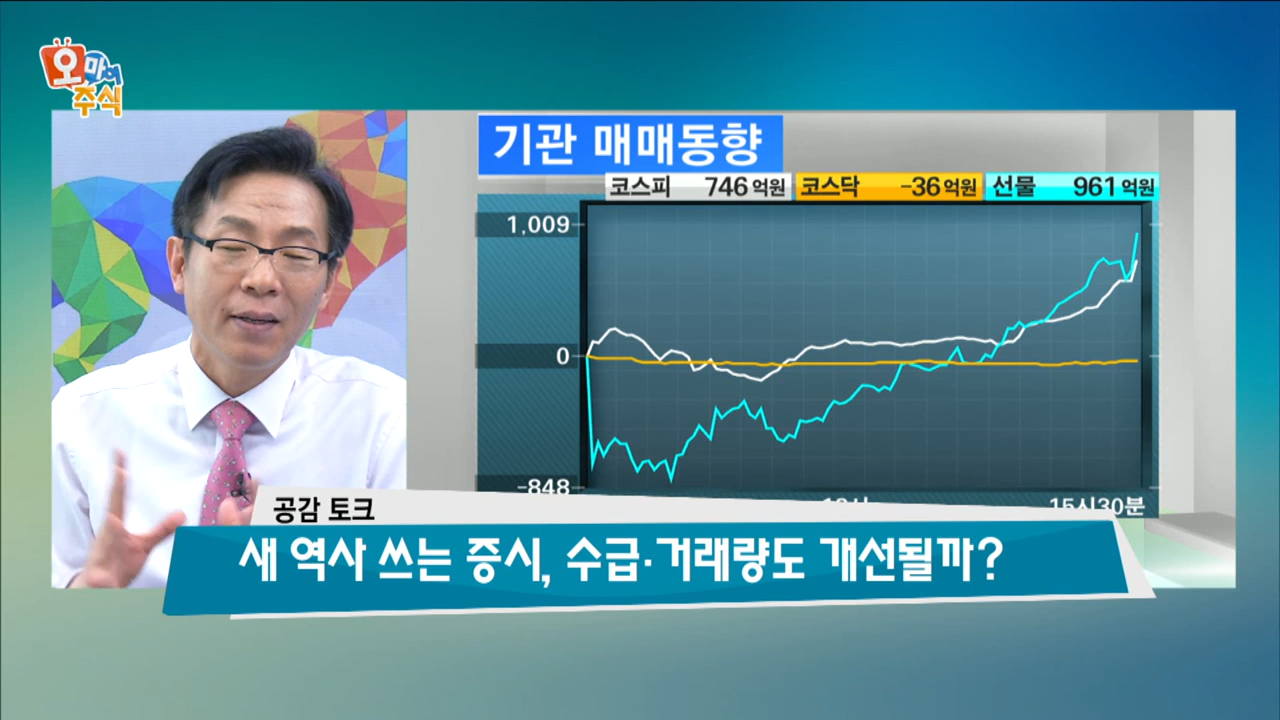 오마이
주식
기관 매매동향
코스피 746 억원 코스닥 -36 억원 선물 961 억원
1,009
0
-848
15시30분
공감 토크
새 역사 쓰는 증시, 수급·거래량도 개선될까?